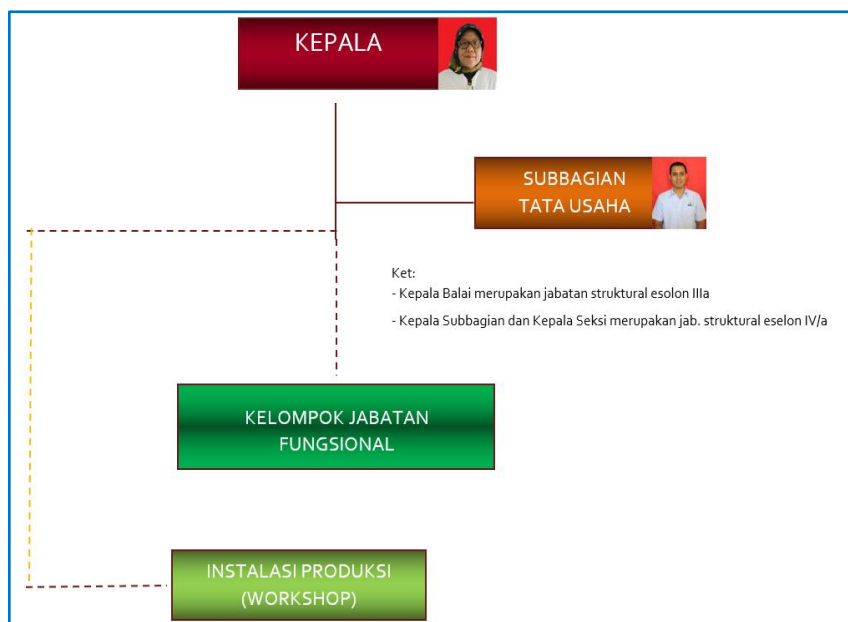 KEPALA
SUBBAGIAN
TATA USAHA
Ket:
- Kepala Balai merupakan jabatan struktural esolon IIIa
- Kepala Subbagian dan Kepala Seksi merupakan jab. struktural eselon IV/a
KELOMPOK JABATAN
FUNGSIONAL
INSTALASI PRODUKSI
(WORKSHOP)